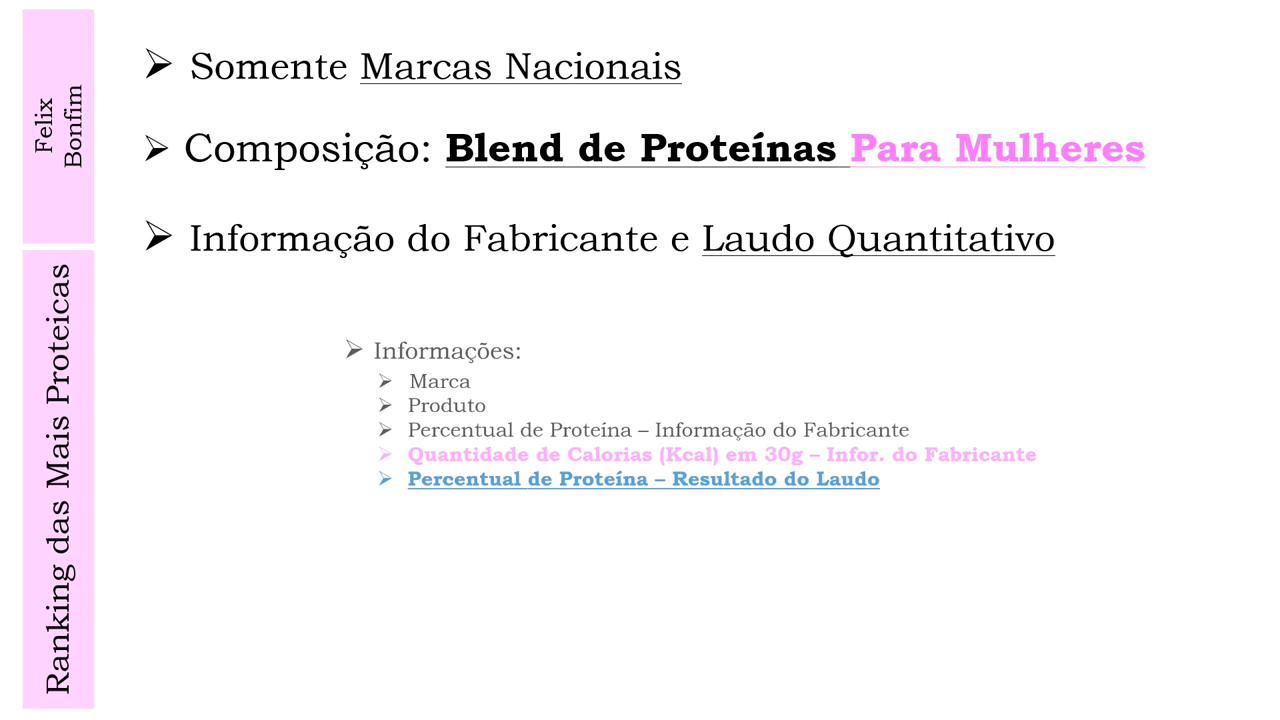 Felix
Bonfim
Ranking das Mais Proteicas
➢ Somente Marcas Nacionais
➢ Composição: Blend de Proteínas Para Mulheres
➢ Informação do Fabricante e Laudo Quantitativo
➢ Informações:
➢ Marca
➢ Produto
➢ Percentual de Proteína – Informação do Fabricante
➢ Quantidade de Calorias (Kcal) em 30g – Infor. do Fabricante
➢ Percentual de Proteína – Resultado do Laudo